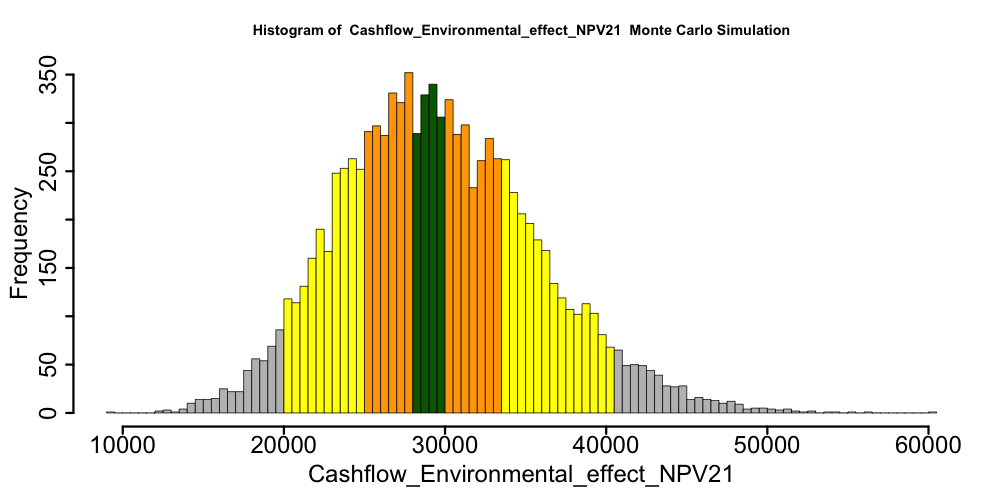 Histogram of  Cashflow_Environmental_effect_NPV21  Monte Carlo Simulation
350
250
150
50
0
Frequency
10000 20000 30000 40000 50000 60000
Cashflow_Environmental_effect_NPV21